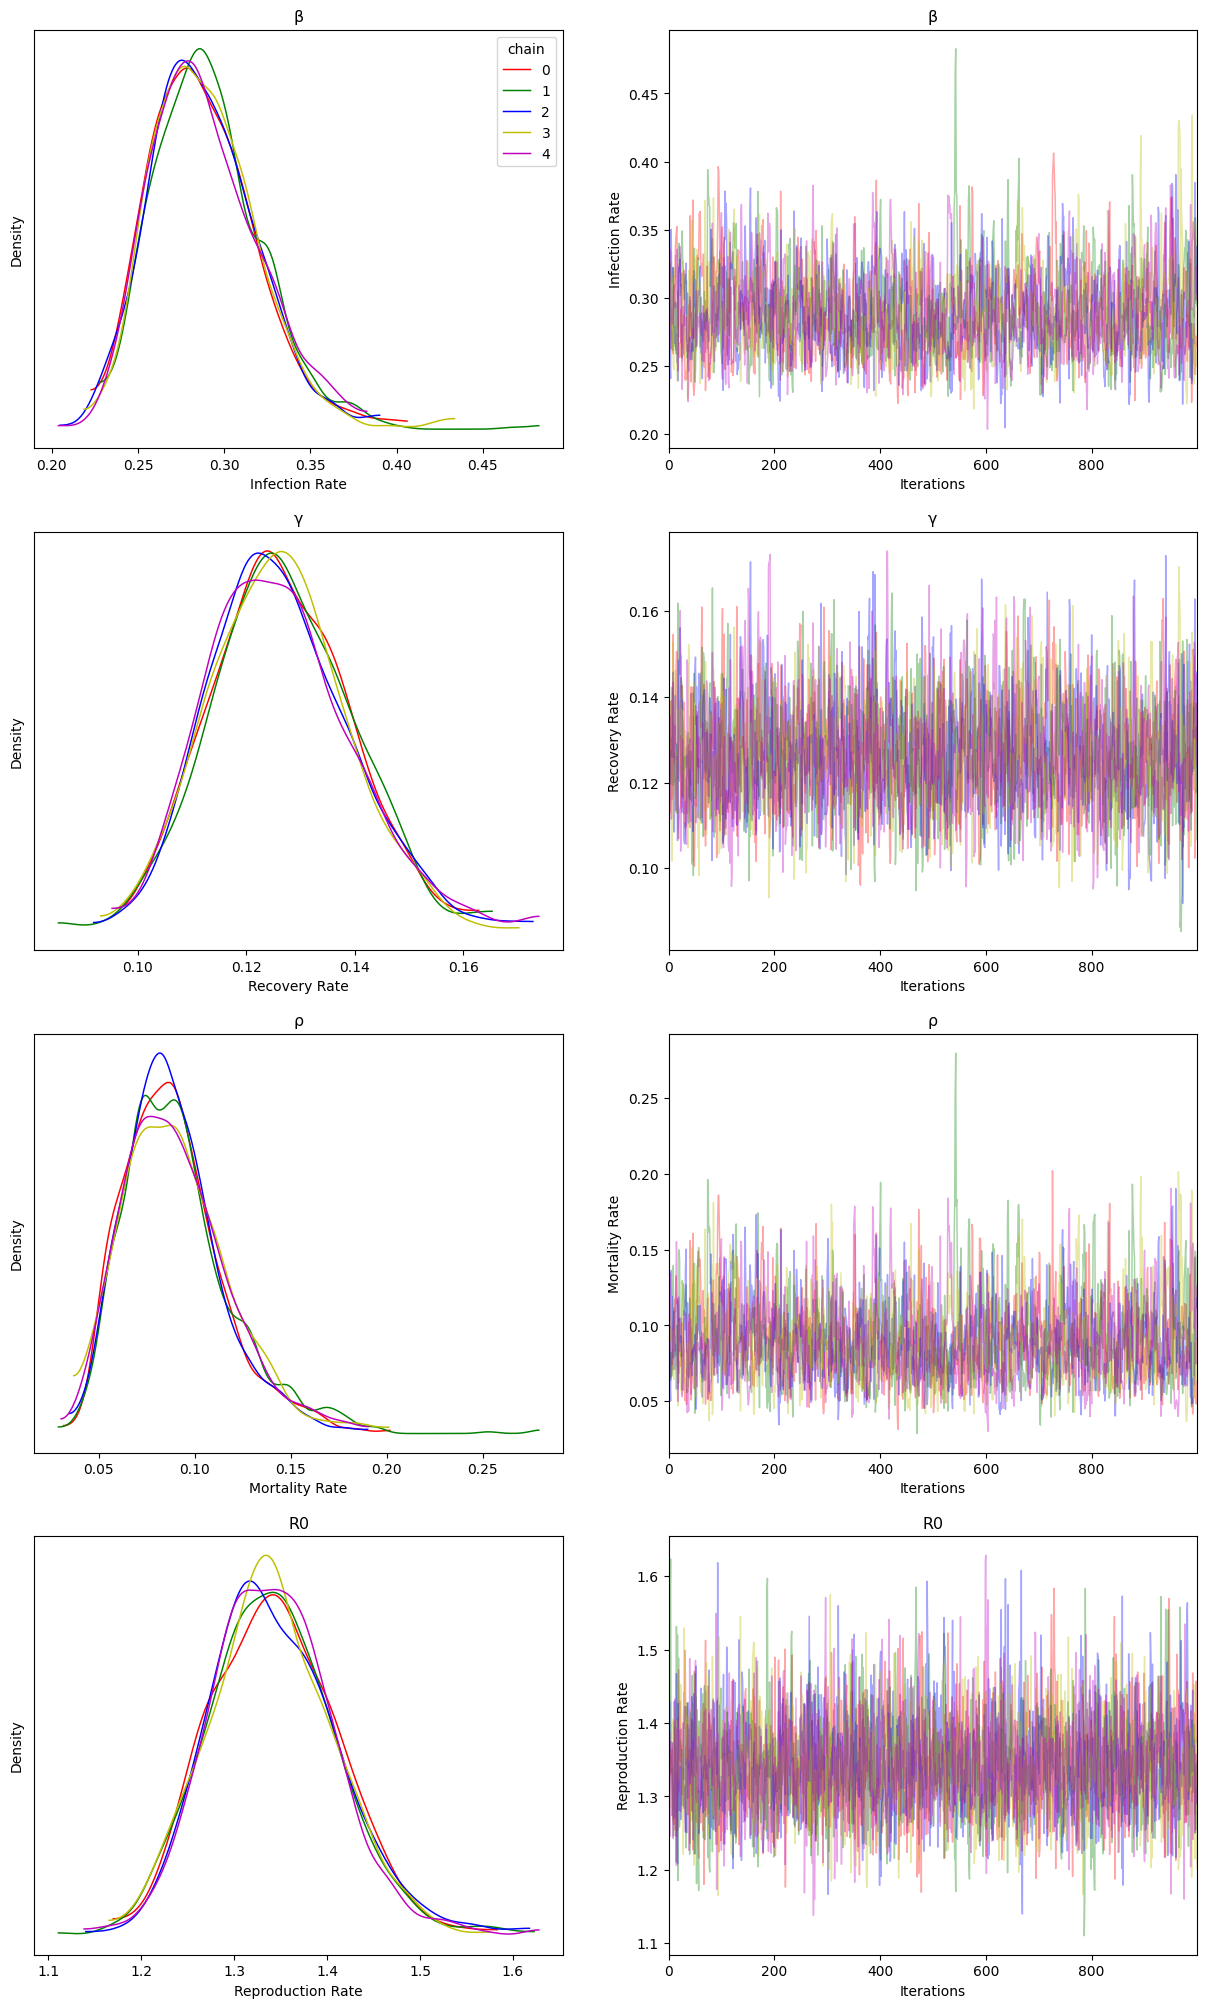 β
chain
0
1
2
3
4
Density
0.20 0.25 0.30 0.35 0.40 0.45
Infection Rate
β
0.45
0.40
0.35
0.30
0.25
0.20
Infection Rate
0 200 400 600 800
Iterations
γ
Density
0.10 0.12 0.14 0.16
Recovery Rate
γ
0.16
0.14
0.12
0.10
Recovery Rate
0 200 400 600 800
Iterations
ρ
Density
0.05 0.10 0.15 0.20 0.25
Mortality Rate
ρ
0.25
0.20
0.15
0.10
0.05
Mortality Rate
0 200 400 600 800
Iterations
R0
Density
1.1 1.2 1.3 1.4 1.5 1.6
Reproduction Rate
R0
1.6
1.5
1.4
1.3
1.2
1.1
Reproduction Rate
0 200 400 600 800
Iterations